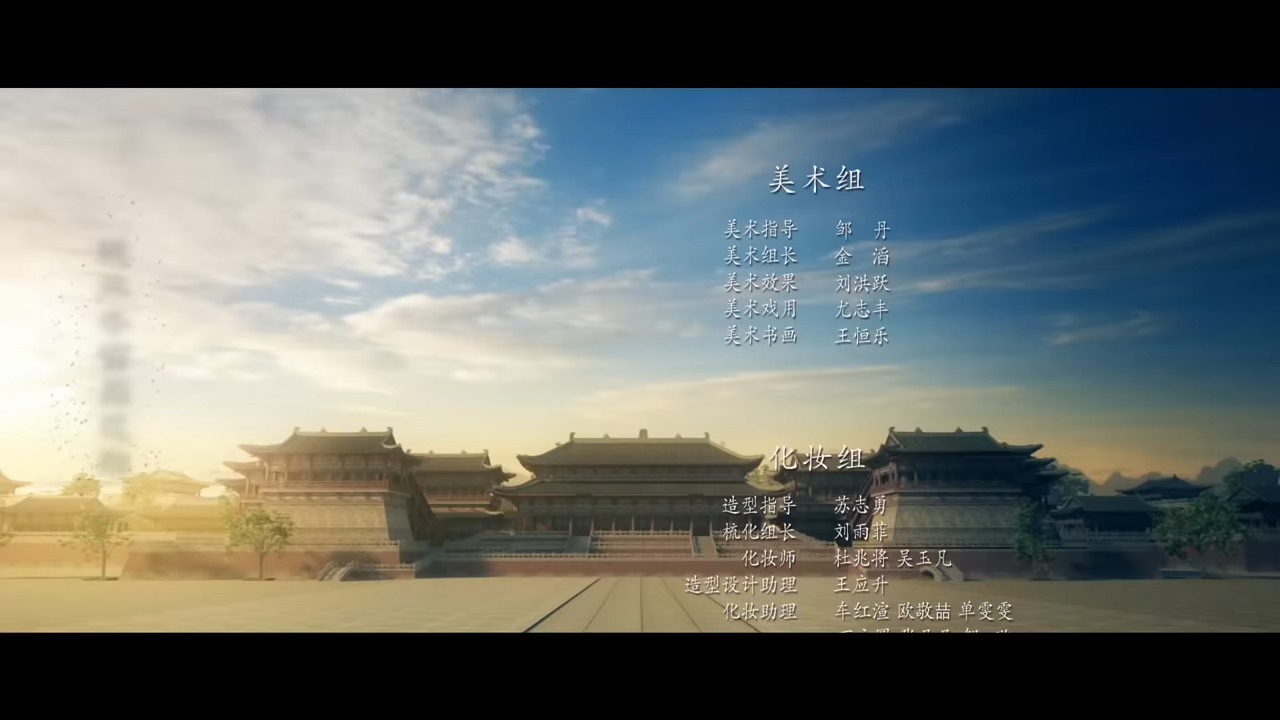 美术组
美术指导 邹 丹
美术组长 金 滔
美术效果 刘洪跃
美术戏用 尤志丰
美术书画 王恒乐
化妆组
造型指导 苏志勇
梳化组长 刘雨菲
化妆师 杜兆将 吴玉凡
造型设计助理 王应升
化妆助理 车红渲 欧敬喆 单雯雯